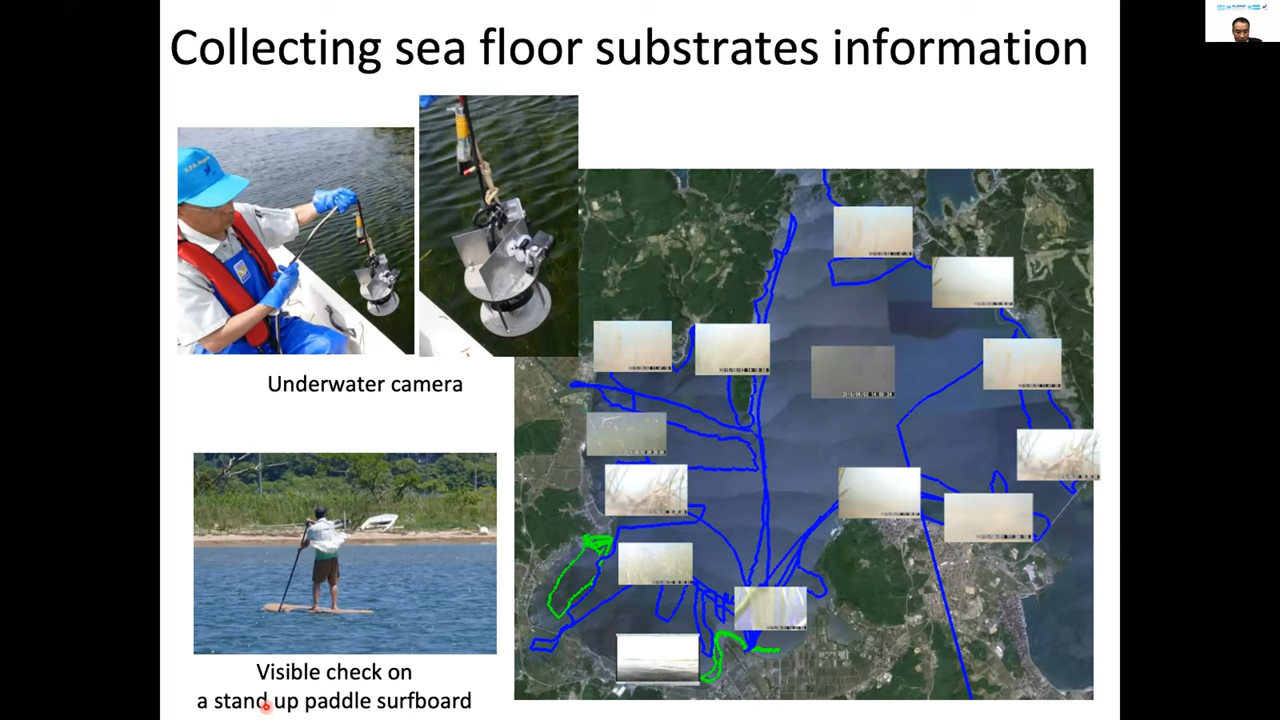 Collecting sea floor substrates information
Underwater camera
Visible check on
a stand up paddle surfboard